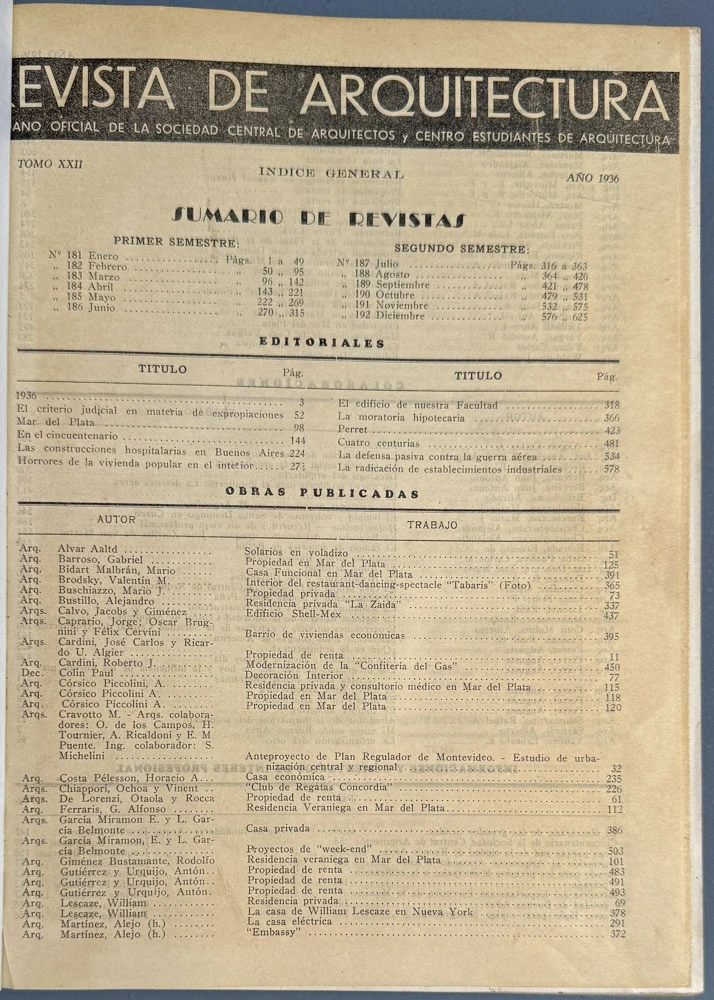 EVISTA DE ARQUITECTURA
ANO OFICIAL DE LA SOCIEDAD CENTRAL DE ARQUITECTOS y CENTRO ESTUDIANTES DE ARQUITECTURA
TOMO XXII INDICE GENERAL AÑO 1936
SUMARIO DE REVISTAS
PRIMER SEMESTRE:
Nº 181 Enero .................... Págs. 1 a 49
„ 182 Febrero .................... „ 50 „ 95
„ 183 Marzo .................... „ 96 „ 142
„ 184 Abril .................... „ 143 „ 221
„ 185 Mayo .................... „ 222 „ 269
„ 186 Junio .................... „ 270 „ 315
SEGUNDO SEMESTRE:
Nº 187 Julio .................... Págs. 316 a 363
„ 188 Agosto .................... „ 364 „ 420
„ 189 Septiembre .................... „ 421 „ 478
„ 190 Octubre .................... „ 479 „ 531
„ 191 Noviembre .................... „ 532 „ 575
„ 192 Diciembre .................... „ 576 „ 625
EDITORIALES
TITULO Pág.
1936 .................... 3
El criterio judicial en materia de expropiaciones 52
Mar del Plata .................... 98
En el cincuentenario .................... 144
Las construcciones hospitalarias en Buenos Aires 224
Horrores de la vivienda popular en el interior...... 272
TITULO Pág.
El edificio de nuestra Facultad .................... 318
La moratoria hipotecaria .................... 366
Perret .................... 423
Cuatro centurias .................... 481
La defensa pasiva contra la guerra aérea .......... 534
La radicación de establecimientos industriales ...... 578
OBRAS PUBLICADAS
AUTOR TRABAJO
Arq. Alvar Aaltd .............. Solarios en voladizo .................... 51
Arq. Barroso, Gabriel .......... Propiedad en Mar del Plata .................... 125
Arq. Bidart Malbrán, Mario ...... Casa Funcional en Mar del Plata .................... 391
Arq. Brodsky, Valentín M. ...... Interior del restaurant-dancing-spectacle “Tabaris” (Foto) .......... 365
Arq. Buschiazzo, Mario J. ...... Propiedad privada .................... 73
Arq. Bustillo, Alejandro ........ Residencia privada “La Zaida” .................... 337
Arqs. Calvo, Jacobs y Giménez .... Edificio Shell-Mex .................... 437
Arqs. Caprario, Jorge; Oscar Brug-
nini y Félix Cervini ........ Barrio de viviendas económicas .................... 395
Arqs. Cardini, José Carlos y Ricar-
do U. Algier .............. Propiedad de renta .................... 11
Arq. Cardini, Roberto J. ........ Modernización de la “Confitería del Gas” .................... 450
Dec. Colin Paul .............. Decoración Interior .................... 77
Arq. Córsico Piccolini, A. ........ Residencia privada y consultorio médico en Mar del Plata .......... 115
Arq. Córsico Piccolini A. ........ Propiedad en Mar del Plata .................... 118
Arq. Córsico Piccolini A. ........ Propiedad en Mar del Plata .................... 120
Arqs. Cravotto M. - Arqs. colabora-
dores: O. de los Campos, H.
Tournier, A. Ricaldoni y E. M.
Puente. Ing. colaborador: S.
Michelini .............. Anteproyecto de Plan Regulador de Montevideo. - Estudio de urba-
nización central y regional .................... 32
Arq. Costa Pélesson, Horacio A... Casa económica .................... 235
Arqs. Chiappori, Ochoa y Vinent .. “Club de Regatas Concordia” .................... 226
Arqs. De Lorenzi, Otaola y Rocca Propiedad de renta .................... 61
Arq. Ferraris, G. Alfonso ........ Residencia Veraniega en Mar del Plata .................... 112
Arqs. García Miramon E. y L. Gar-
cía Belmonte .............. Casa privada .................... 386
Arqs. García Miramon, E. y L. Gar-
cía Belmonte .............. Proyectos de “week-end” .................... 503
Arq. Giménez Bustamante, Rodolfo Residencia veraniega en Mar del Plata .................... 101
Arq. Gutiérrez y Urquijo, Antón.. Propiedad de renta .................... 483
Arq. Gutiérrez y Urquijo, Antón.. Propiedad de renta .................... 491
Arq. Gutiérrez y Urquijo, Antón. Propiedad de renta .................... 493
Arq. Lescaze, William .......... Residencia privada .................... 69
Arq. Lescaze, William .......... La casa de William Lescaze en Nueva York .................... 378
Arq. Martínez, Alejo (h.) ........ La casa eléctrica .................... 291
Arq. Martínez, Alejo (h.) ........ “Embassy” .................... 372